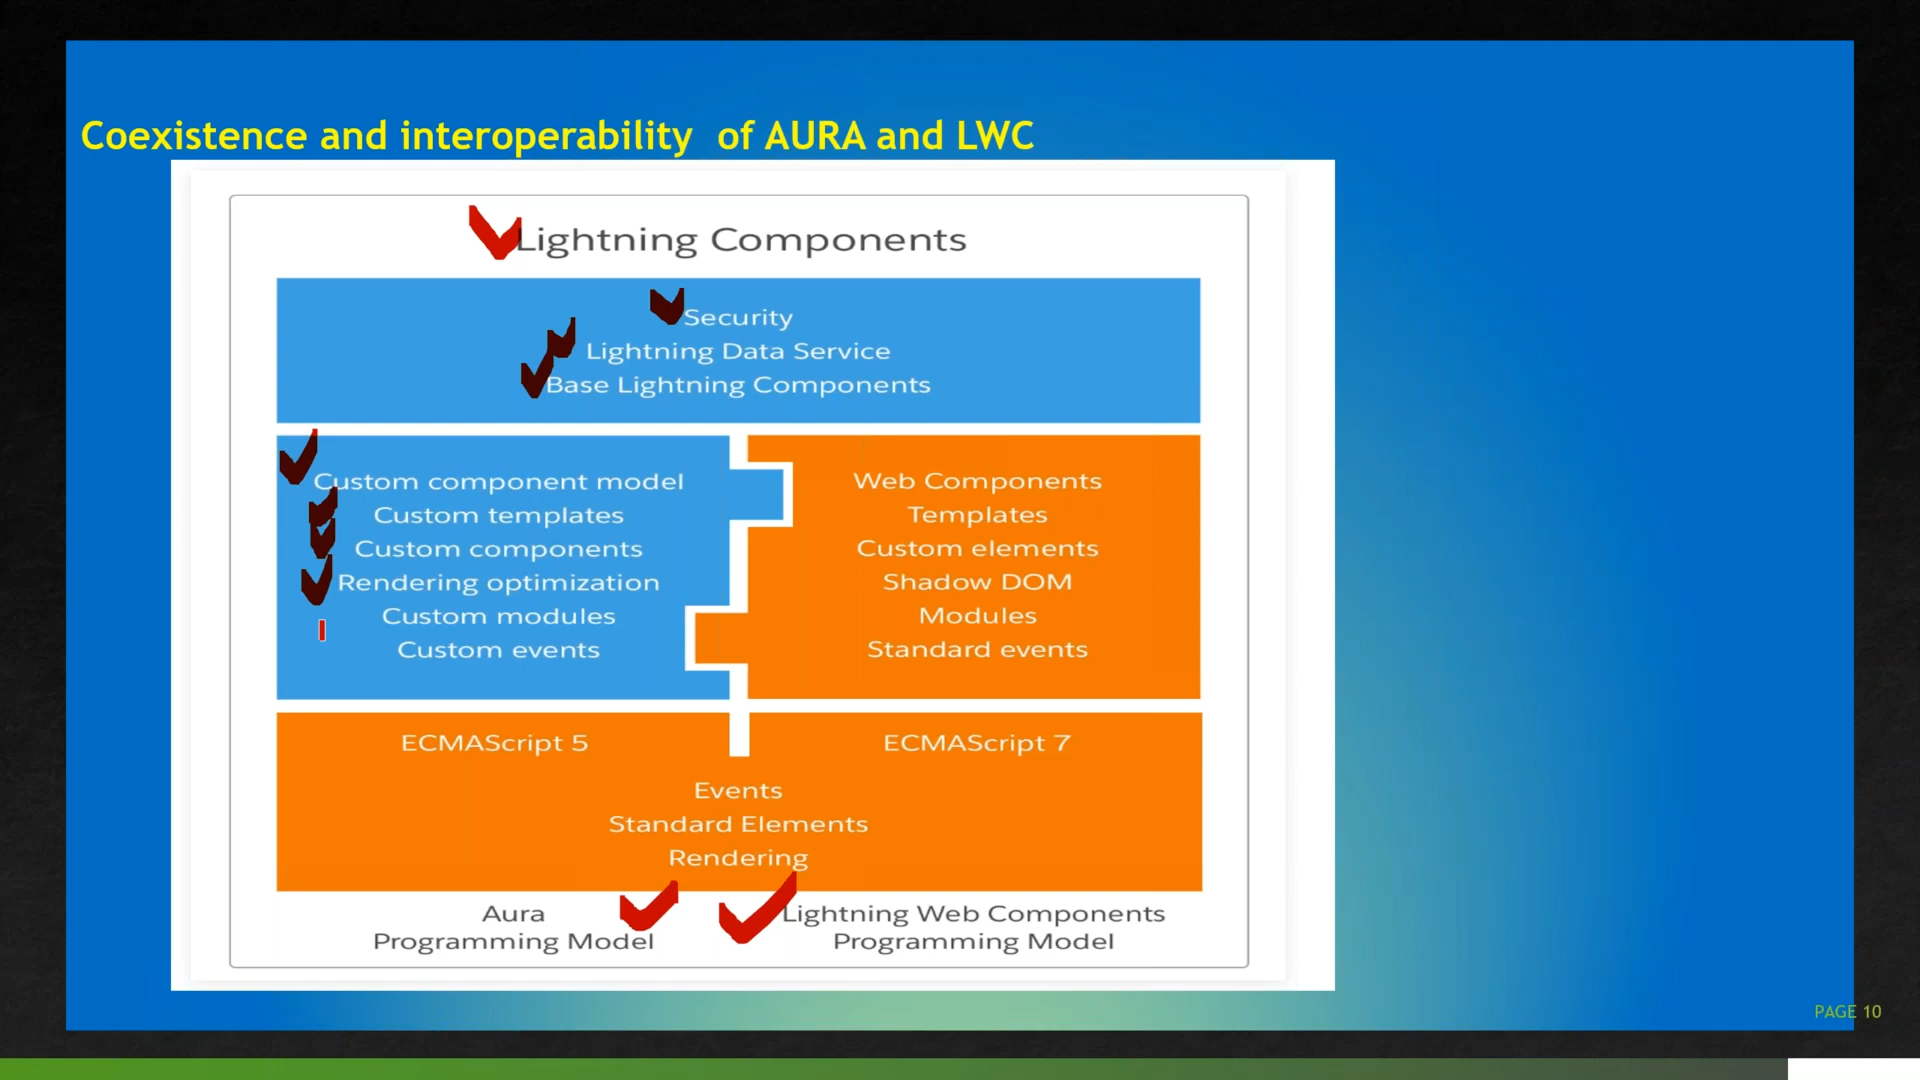 Coexistence and interoperability of AURA and LWC
Lightning Components
Security
Lightning Data Service
Base Lightning Components
Custom component model
Custom templates
Custom components
Rendering optimization
Custom modules
Custom events
Web Components
Templates
Custom elements
Shadow DOM
Modules
Standard events
ECMAScript 5
ECMAScript 7
Events
Standard Elements
Rendering
Aura
Programming Model
Lightning Web Components
Programming Model
PAGE 10